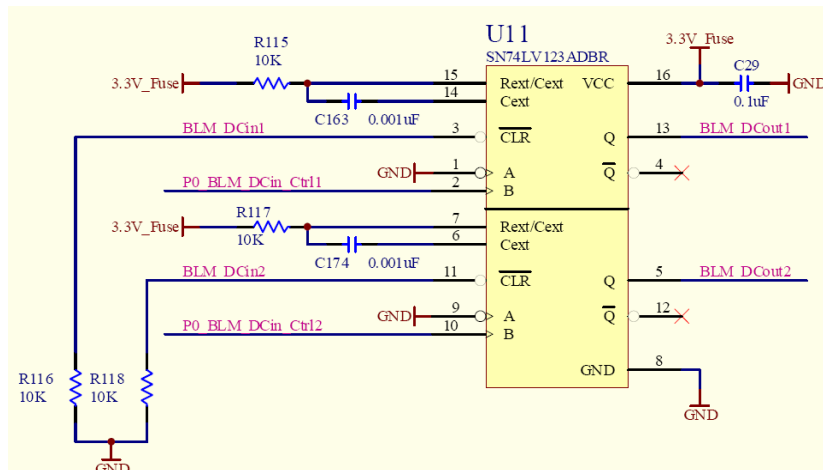 U11
SN74LV123ADBR
R115
10K
3.3V_Fuse
C163 0.001uF
15 Rext/Cext
14 Cext
BLM_DCin1
3 CLR
GND 1 A
P0_BLM_DCin_Ctrl1
2 B
3.3V_Fuse
VCC 16
C29
0.1uF
GND
Q 13 BLM_DCout1
Q 4
R117
10K
3.3V_Fuse
C174 0.001uF
7 Rext/Cext
6 Cext
BLM_DCin2
11 CLR
GND 9 A
P0_BLM_DCin_Ctrl2
10 B
Q 5 BLM_DCout2
Q 12
GND 8
GND
R116
10K
R118
10K
GND